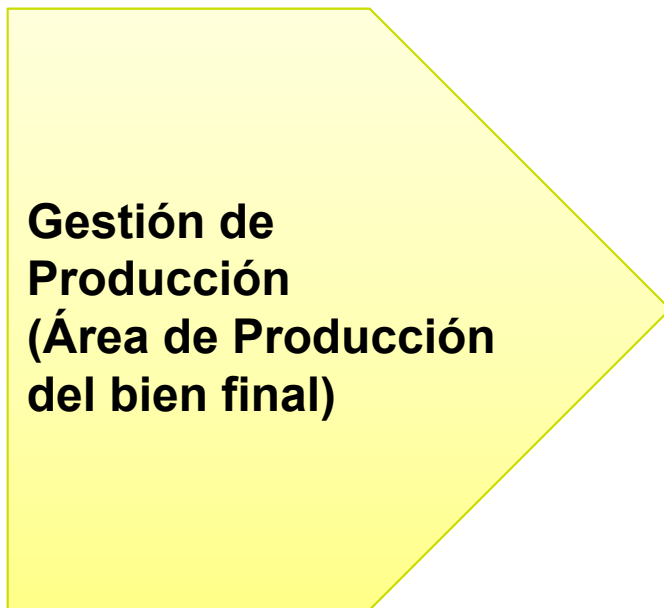 Gestión de
Producción
(Área de Producción
del bien final)